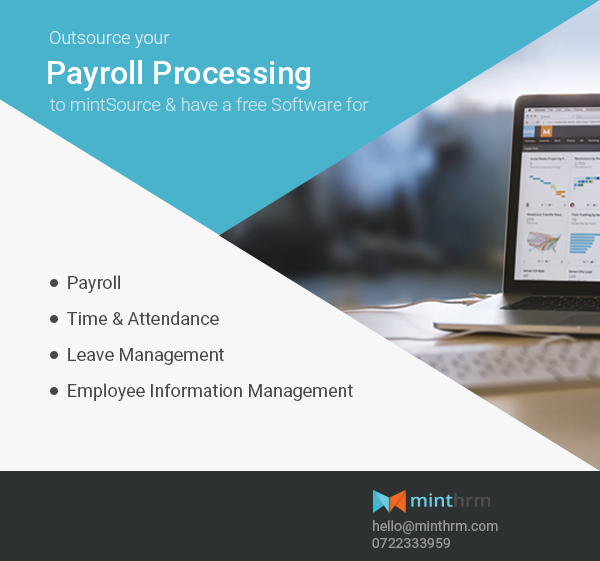 Outsource your
Payroll Processing
to mintSource & have a free Software for
Payroll
Time & Attendance
Leave Management
Employee Information Management
minthrm
hello@minthrm.com
0722333959